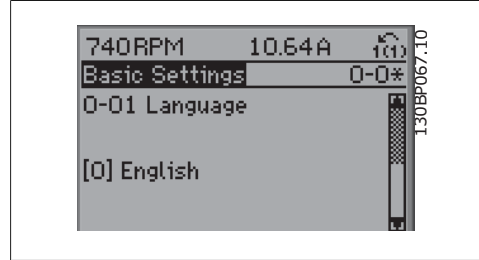 740RPM 10.64A 1(1)
Basic Settings 0-0*
0-01 Language
[0] English
130BP067.10